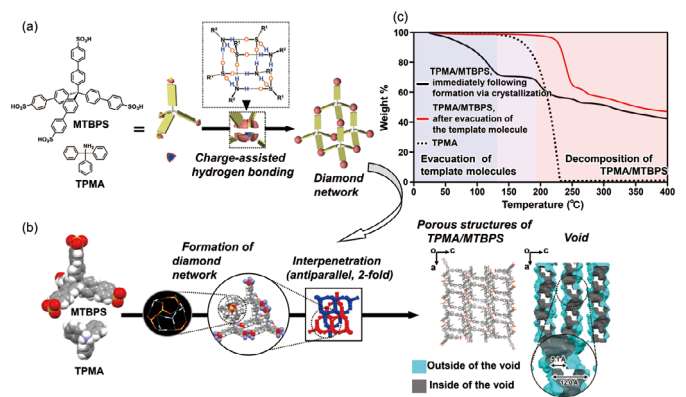 (a)
SO₃H
HO₃S
SO₃H
HO₃S
MTBPS
NH₂
TPMA
=
Charge-assisted
hydrogen bonding
Diamond
network
(c)
Weight %
100
80
60
40
20
0
TPMA/MTBPS,
immediately following
formation via crystallization
TPMA/MTBPS,
after evacuation of
the template molecule
TPMA
Evacuation of
template molecules
Decomposition of
TPMA/MTBPS
0 50 100 150 200 250 300 350 400
Temperature (°C)
(b)
MTBPS
TPMA
Formation of
diamond
network
Interpenetration
(antiparallel, 2-fold)
Porous structures of
TPMA/MTBPS
Void
o c
a
o c
a
12.0 Å
Outside of the void
Inside of the void